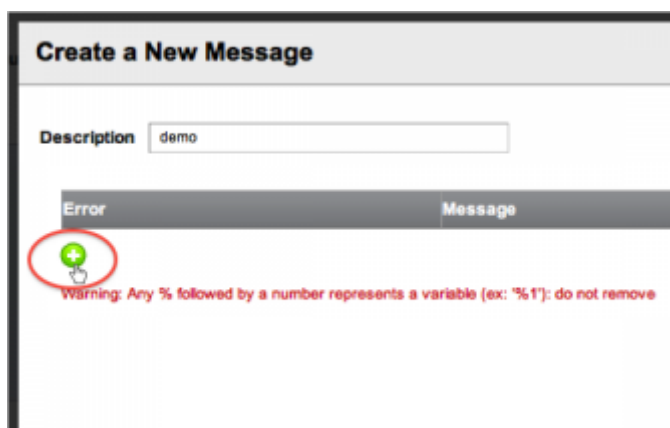 Create a New Message
Description demo
Error Message
Warning: Any % followed by a number represents a variable (ex: '%1'): do not remove